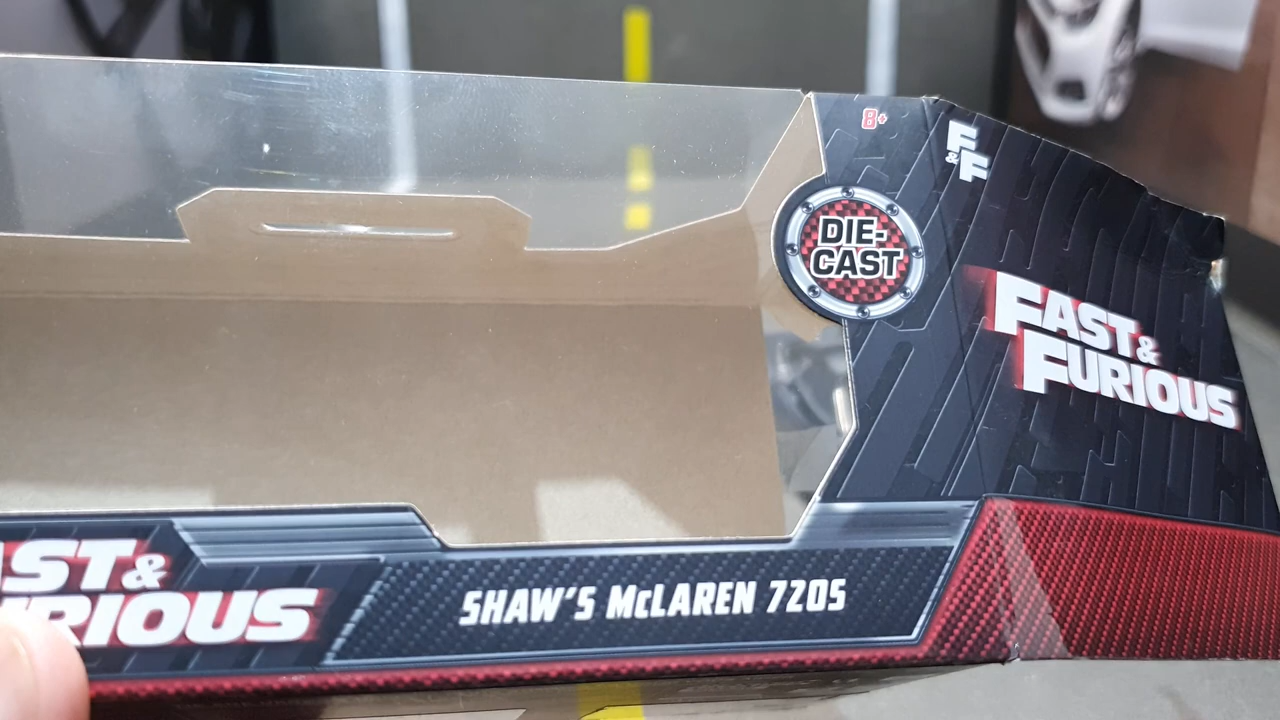 8+
F
&
F
DIE-
CAST
FAST &
FURIOUS
AST &
RIOUS
SHAW'S McLAREN 720S